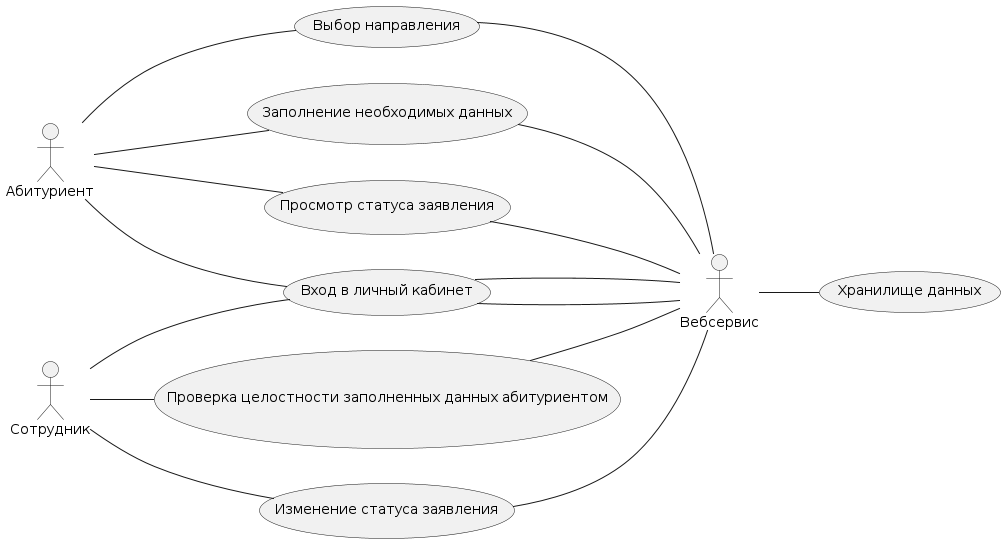 Выбор направления
Заполнение необходимых данных
Абитуриент
Просмотр статуса заявления
Вход в личный кабинет
Хранилище данных
Вебсервис
Проверка целостности заполненных данных абитуриентом
Сотрудник
Изменение статуса заявления